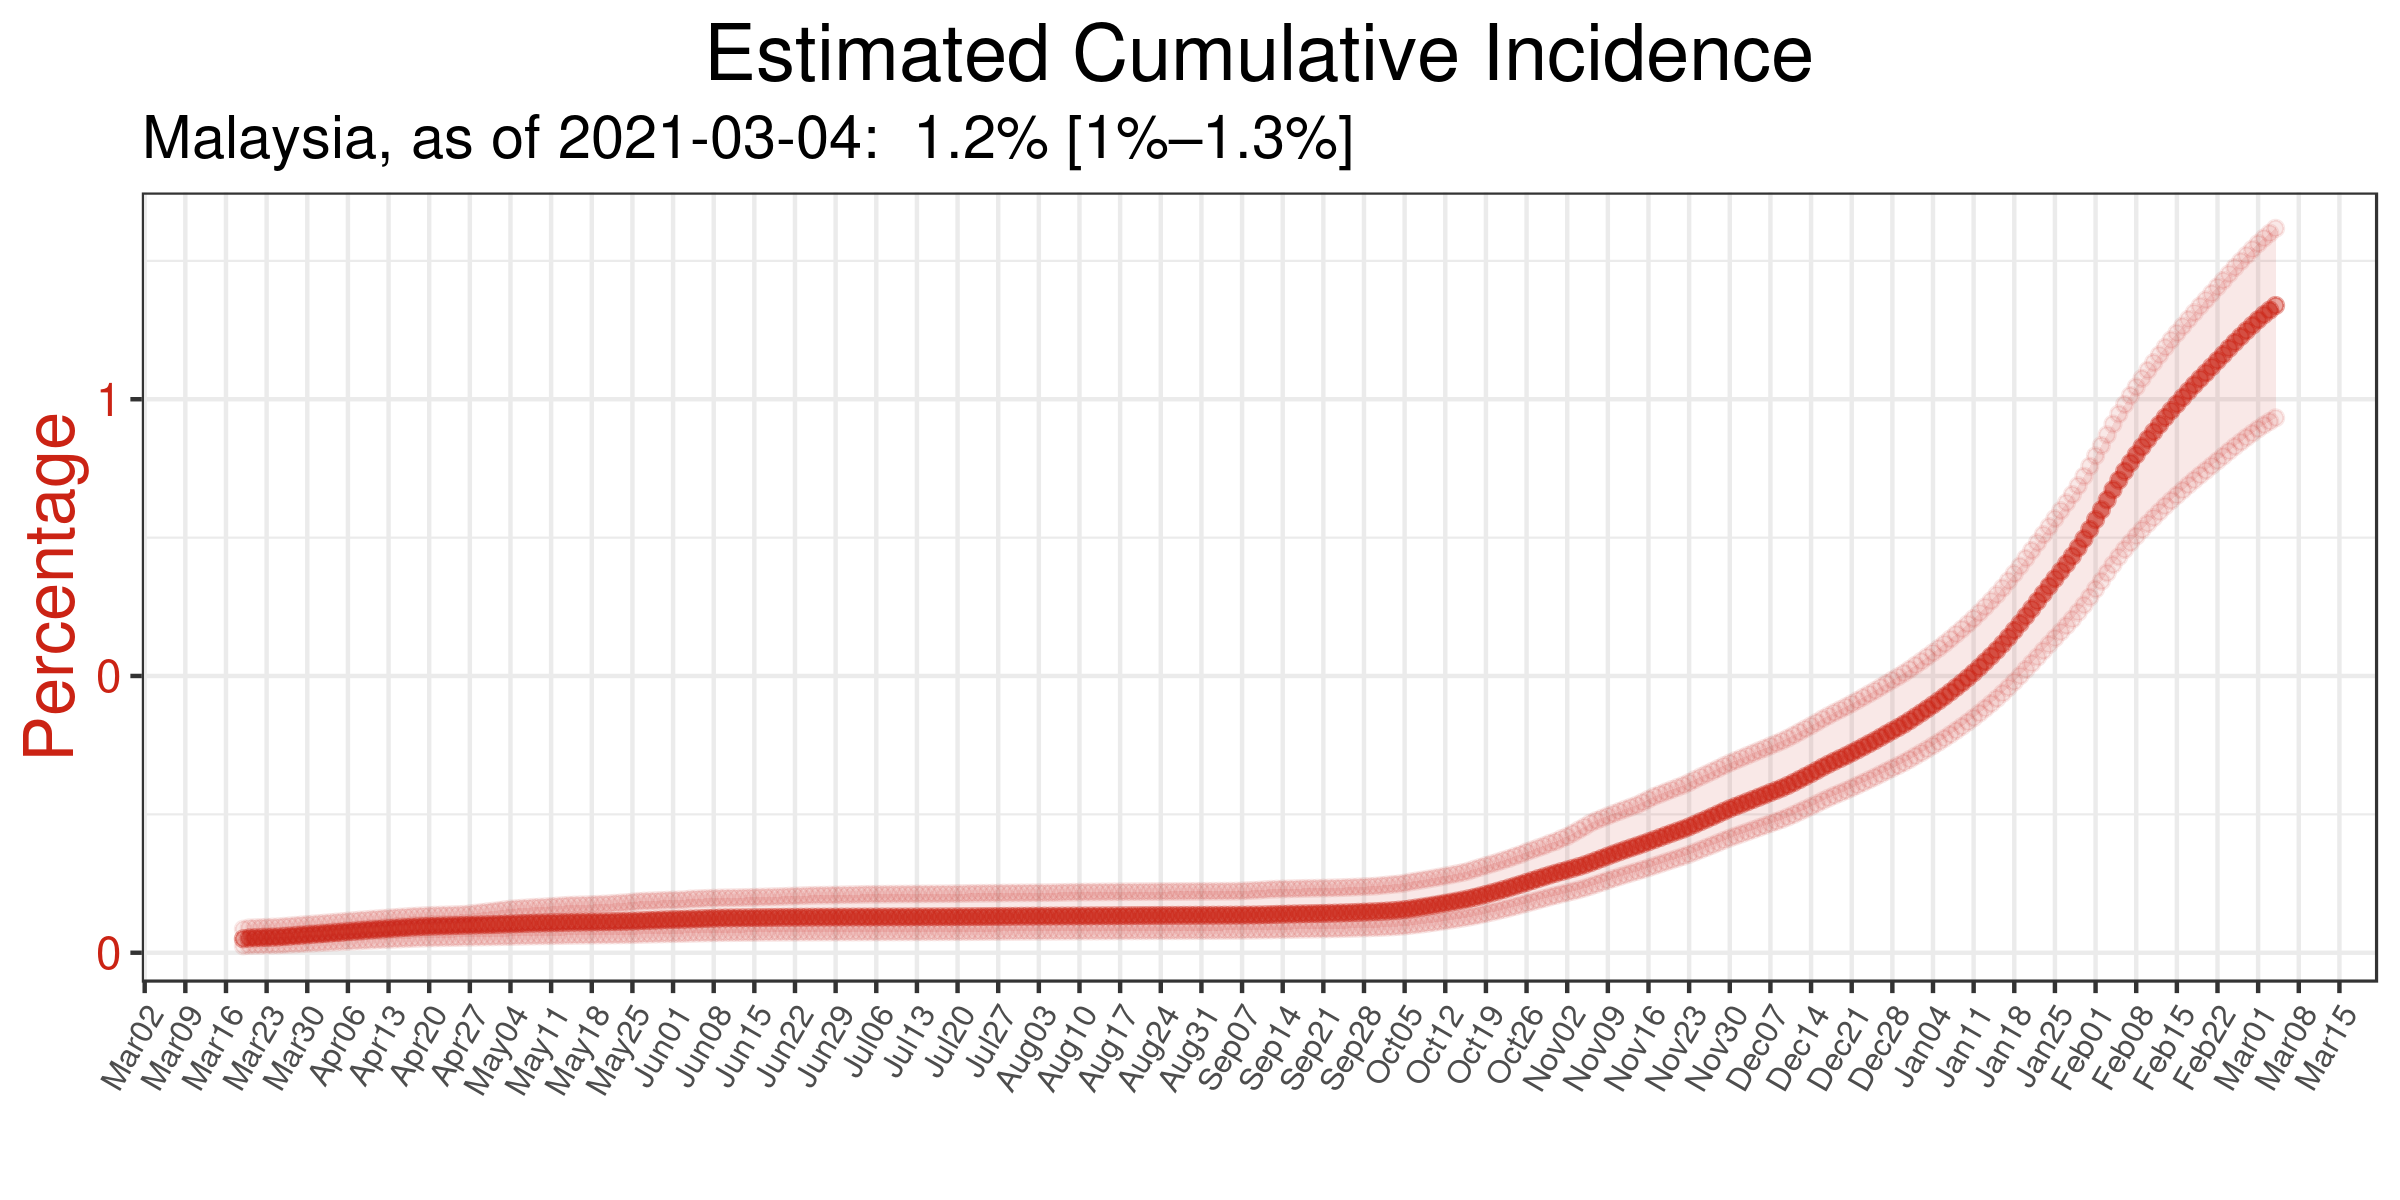 Estimated Cumulative Incidence
Malaysia, as of 2021-03-04:  1.2% [1%–1.3%]
Percentage
1
0
0
Mar02
Mar09
Mar16
Mar23
Mar30
Apr06
Apr13
Apr20
Apr27
May04
May11
May18
May25
Jun01
Jun08
Jun15
Jun22
Jun29
Jul06
Jul13
Jul20
Jul27
Aug03
Aug10
Aug17
Aug24
Aug31
Sep07
Sep14
Sep21
Sep28
Oct05
Oct12
Oct19
Oct26
Nov02
Nov09
Nov16
Nov23
Nov30
Dec07
Dec14
Dec21
Dec28
Jan04
Jan11
Jan18
Jan25
Feb01
Feb08
Feb15
Feb22
Mar01
Mar08
Mar15